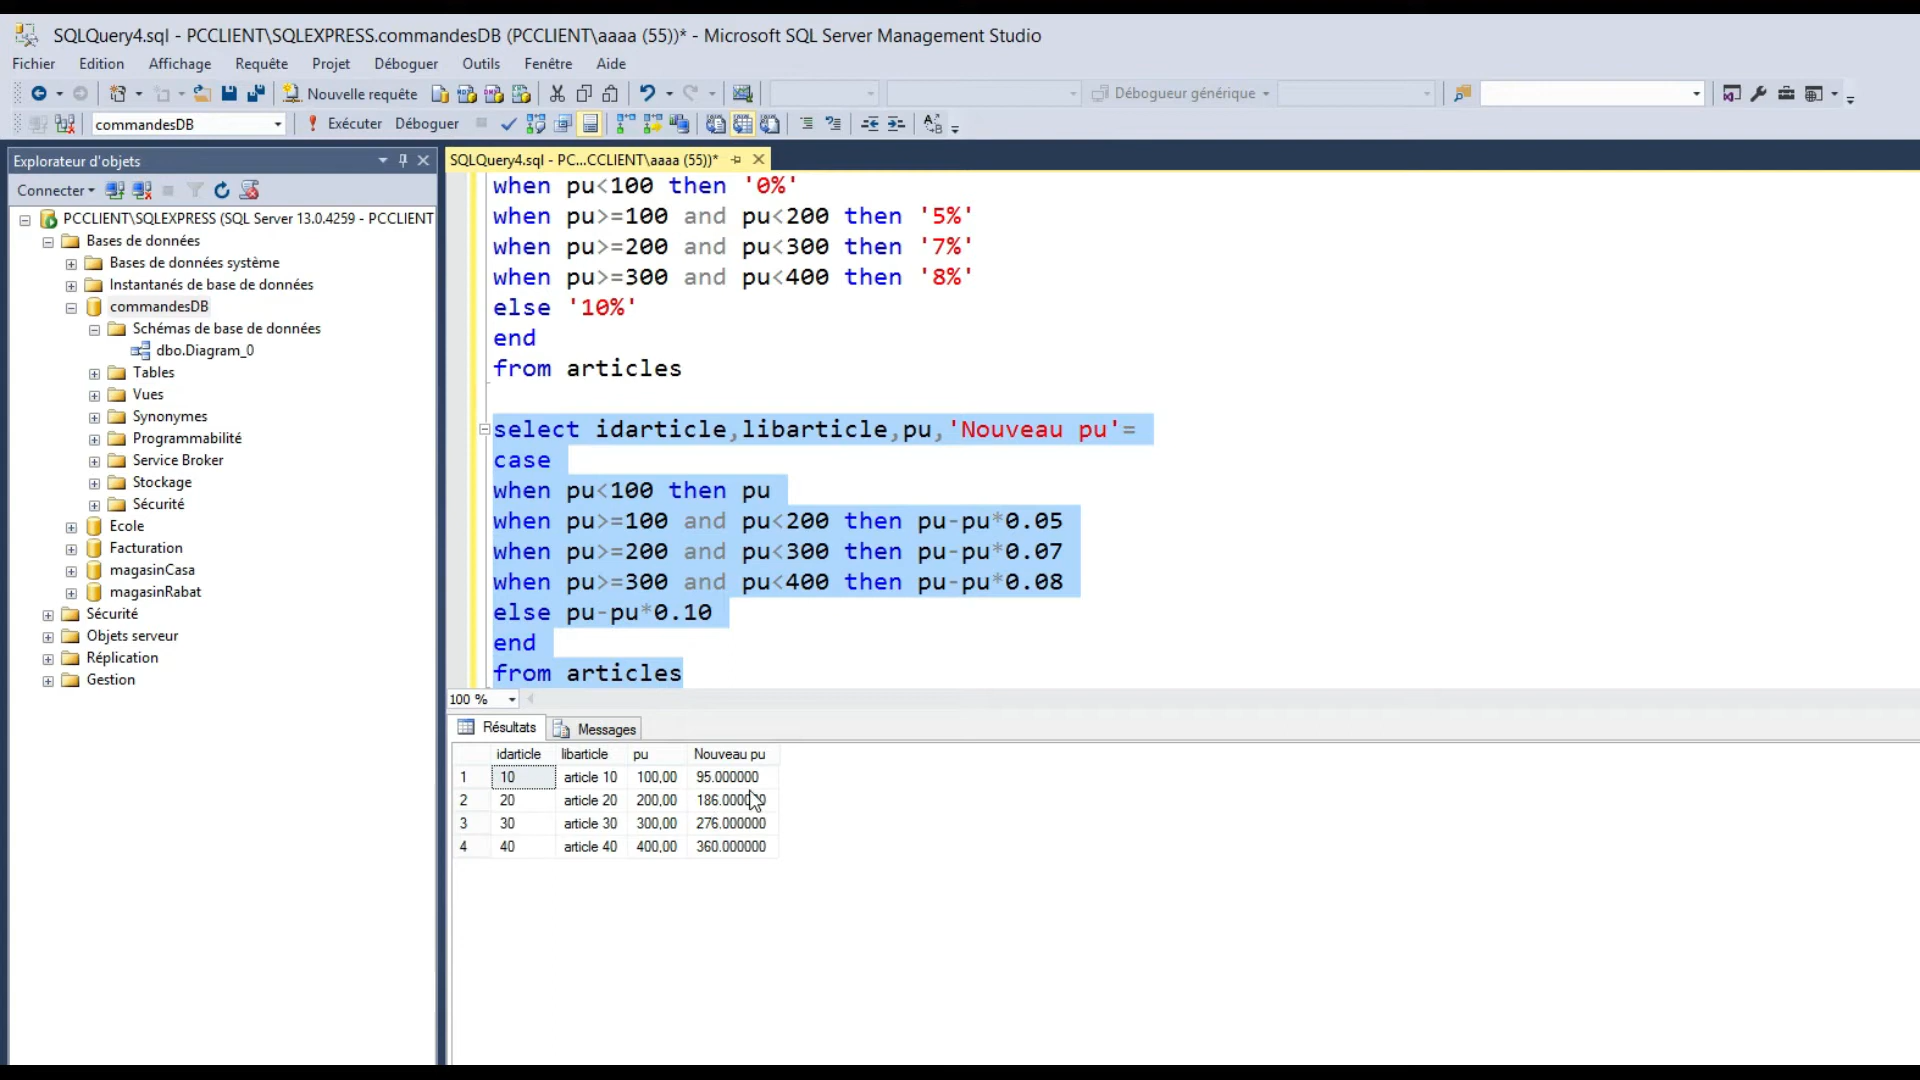 SQLQuery4.sql - PCCLIENT\SQLEXPRESS.commandesDB (PCCLIENT\aaaa (55))* - Microsoft SQL Server Management Studio
Fichier Edition Affichage Requête Projet Déboguer Outils Fenêtre Aide
Nouvelle requête Débogueur générique
commandesDB Exécuter Déboguer
Explorateur d'objets
SQLQuery4.sql - PC...CCLIENT\aaaa (55))*
Connecter
PCCLIENT\SQLEXPRESS (SQL Server 13.0.4259 - PCCLIENT
Bases de données
Bases de données système
Instantanés de base de données
commandesDB
Schémas de base de données
dbo.Diagram_0
Tables
Vues
Synonymes
Programmabilité
Service Broker
Stockage
Sécurité
Ecole
Facturation
magasinCasa
magasinRabat
Sécurité
Objets serveur
Réplication
Gestion
when pu<100 then '0%'
when pu>=100 and pu<200 then '5%'
when pu>=200 and pu<300 then '7%'
when pu>=300 and pu<400 then '8%'
else '10%'
end
from articles
select idarticle,libarticle,pu,'Nouveau pu'=
case
when pu<100 then pu
when pu>=100 and pu<200 then pu-pu*0.05
when pu>=200 and pu<300 then pu-pu*0.07
when pu>=300 and pu<400 then pu-pu*0.08
else pu-pu*0.10
end
from articles
100 %
Résultats Messages
idarticle libarticle pu Nouveau pu
1 10 article 10 100,00 95.000000
2 20 article 20 200,00 186.000000
3 30 article 30 300,00 276.000000
4 40 article 40 400,00 360.000000